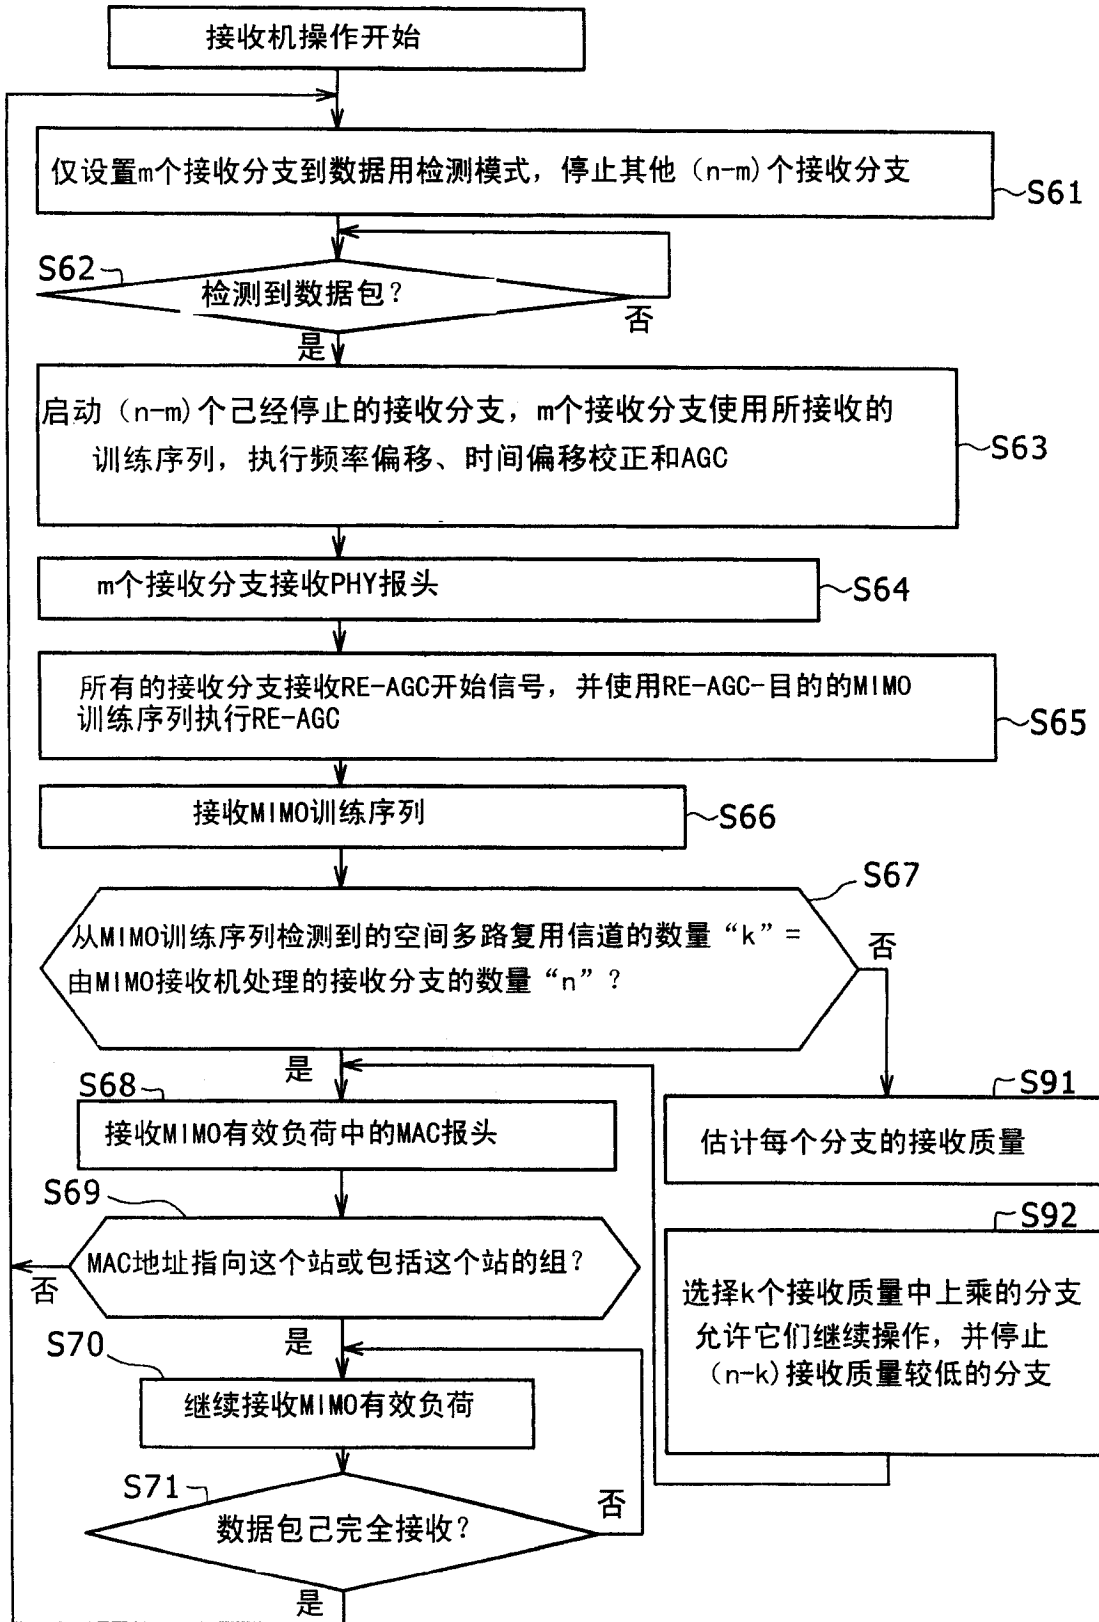 接收机操作开始
仅设置m个接收分支到数据用检测模式，停止其他（n-m)个接收分支
S61
S62
检测到数据包？
否
是
启动（n-m)个己经停止的接收分支，m个接收分支使用所接收的
训练序列，执行频率偏移、时间偏移校正和AGC
S63
m个接收分支接收PHY报头
S64
所有的接收分支接收RE-AGC开始信号，并使用RE-AGC-目的的MIMO
训练序列执行RE-AGC
S65
接收MIMO训练序列
S66
S67
从MIMO训练序列检测到的空间多路复用信道的数量“k”=
由MIMO接收机处理的接收分支的数量“n”？
否
是
S68
接收MIMO有效负荷中的MAC报头
S91
估计每个分支的接收质量
S69
MAC地址指向这个站或包括这个站的组？
否
是
S92
选择k个接收质量中上乘的分支
允许它们继续操作，并停止
（n-k)接收质量较低的分支
S70
继续接收MIMO有效负荷
S71
数据包己完全接收？
否
是